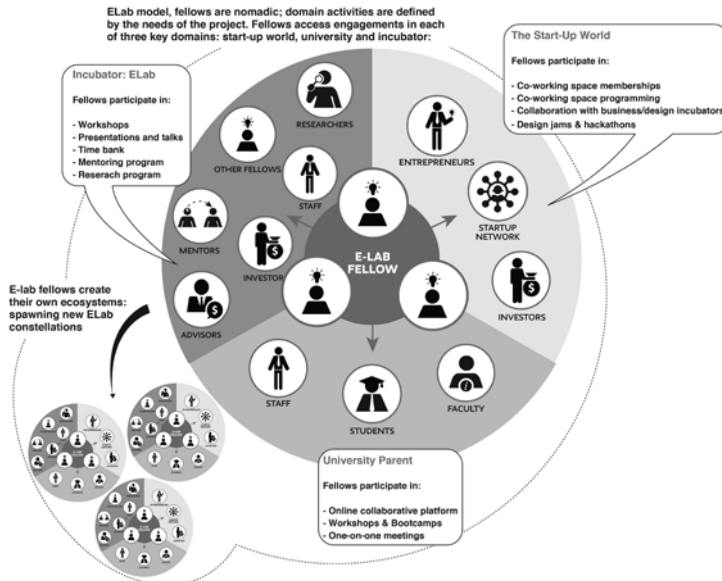 ELab model, fellows are nomadic; domain activities are defined
by the needs of the project. Fellows access engagements in each
of three key domains: start-up world, university and incubator:
Incubator: ELab
Fellows participate in:
- Workshops
- Presentations and talks
- Time bank
- Mentoring program
- Reserach program
The Start-Up World
Fellows participate in:
- Co-working space memberships
- Co-working space programming
- Collaboration with business/design incubators
- Design jams & hackathons
RESEARCHERS
OTHER FELLOWS
STAFF
MENTORS
INVESTOR
ADVISORS
ENTREPRENEURS
STARTUP
NETWORK
INVESTORS
E-LAB
FELLOW
E-lab fellows create
their own ecosystems:
spawning new ELab
constellations
STAFF
STUDENTS
FACULTY
University Parent
Fellows participate in:
- Online collaborative platform
- Workshops & Bootcamps
- One-on-one meetings